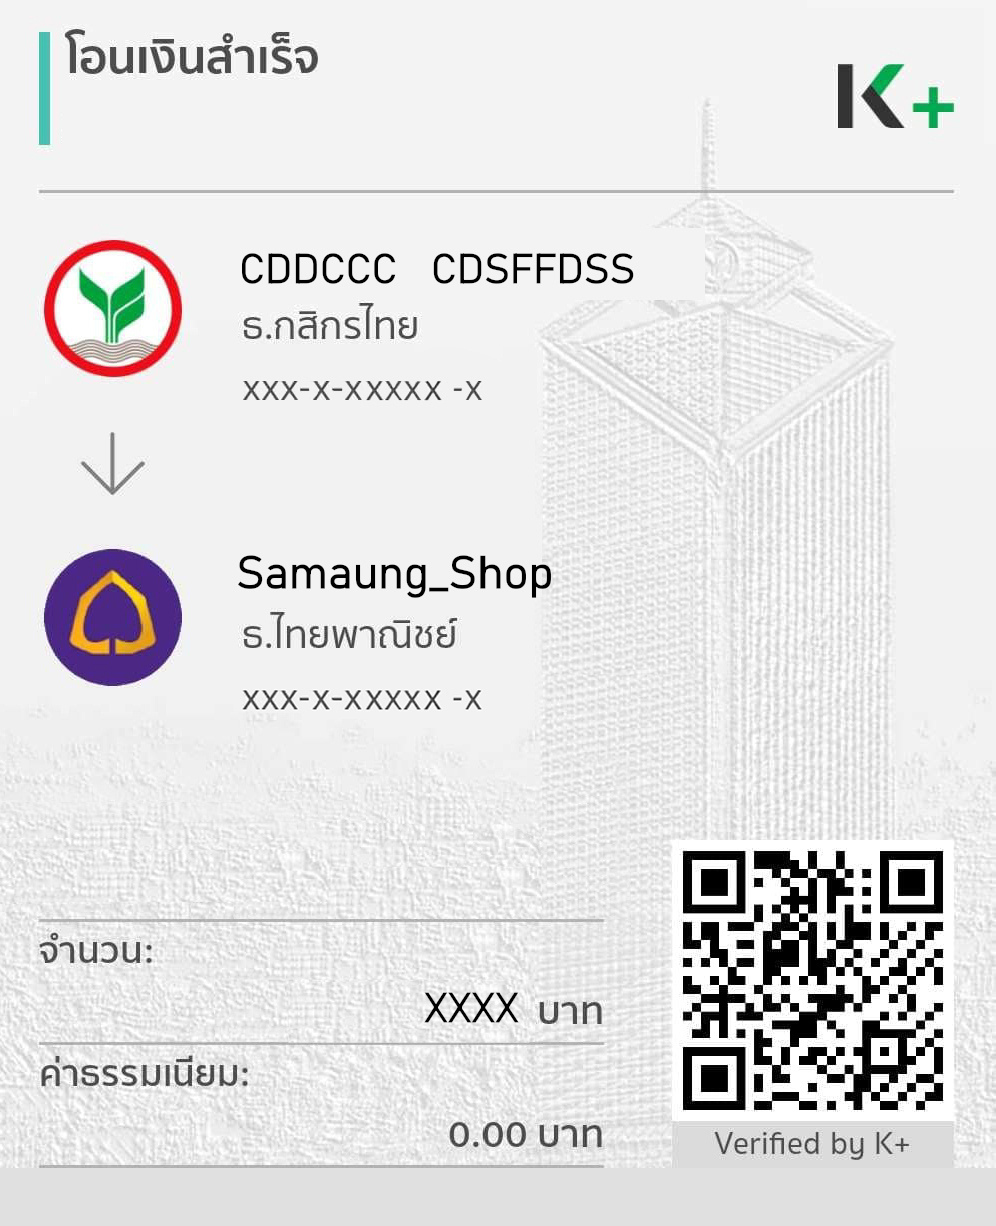 โอนเงินสำเร็จ
K+
CDDCCC CDSFFDSS
ธ.กสิกรไทย
xxx-x-xxxxx -x
Samaung_Shop
ธ.ไทยพาณิชย์
xxx-x-xxxxx -x
จำนวน:
XXXX บาท
ค่าธรรมเนียม:
0.00 บาท
Verified by K+